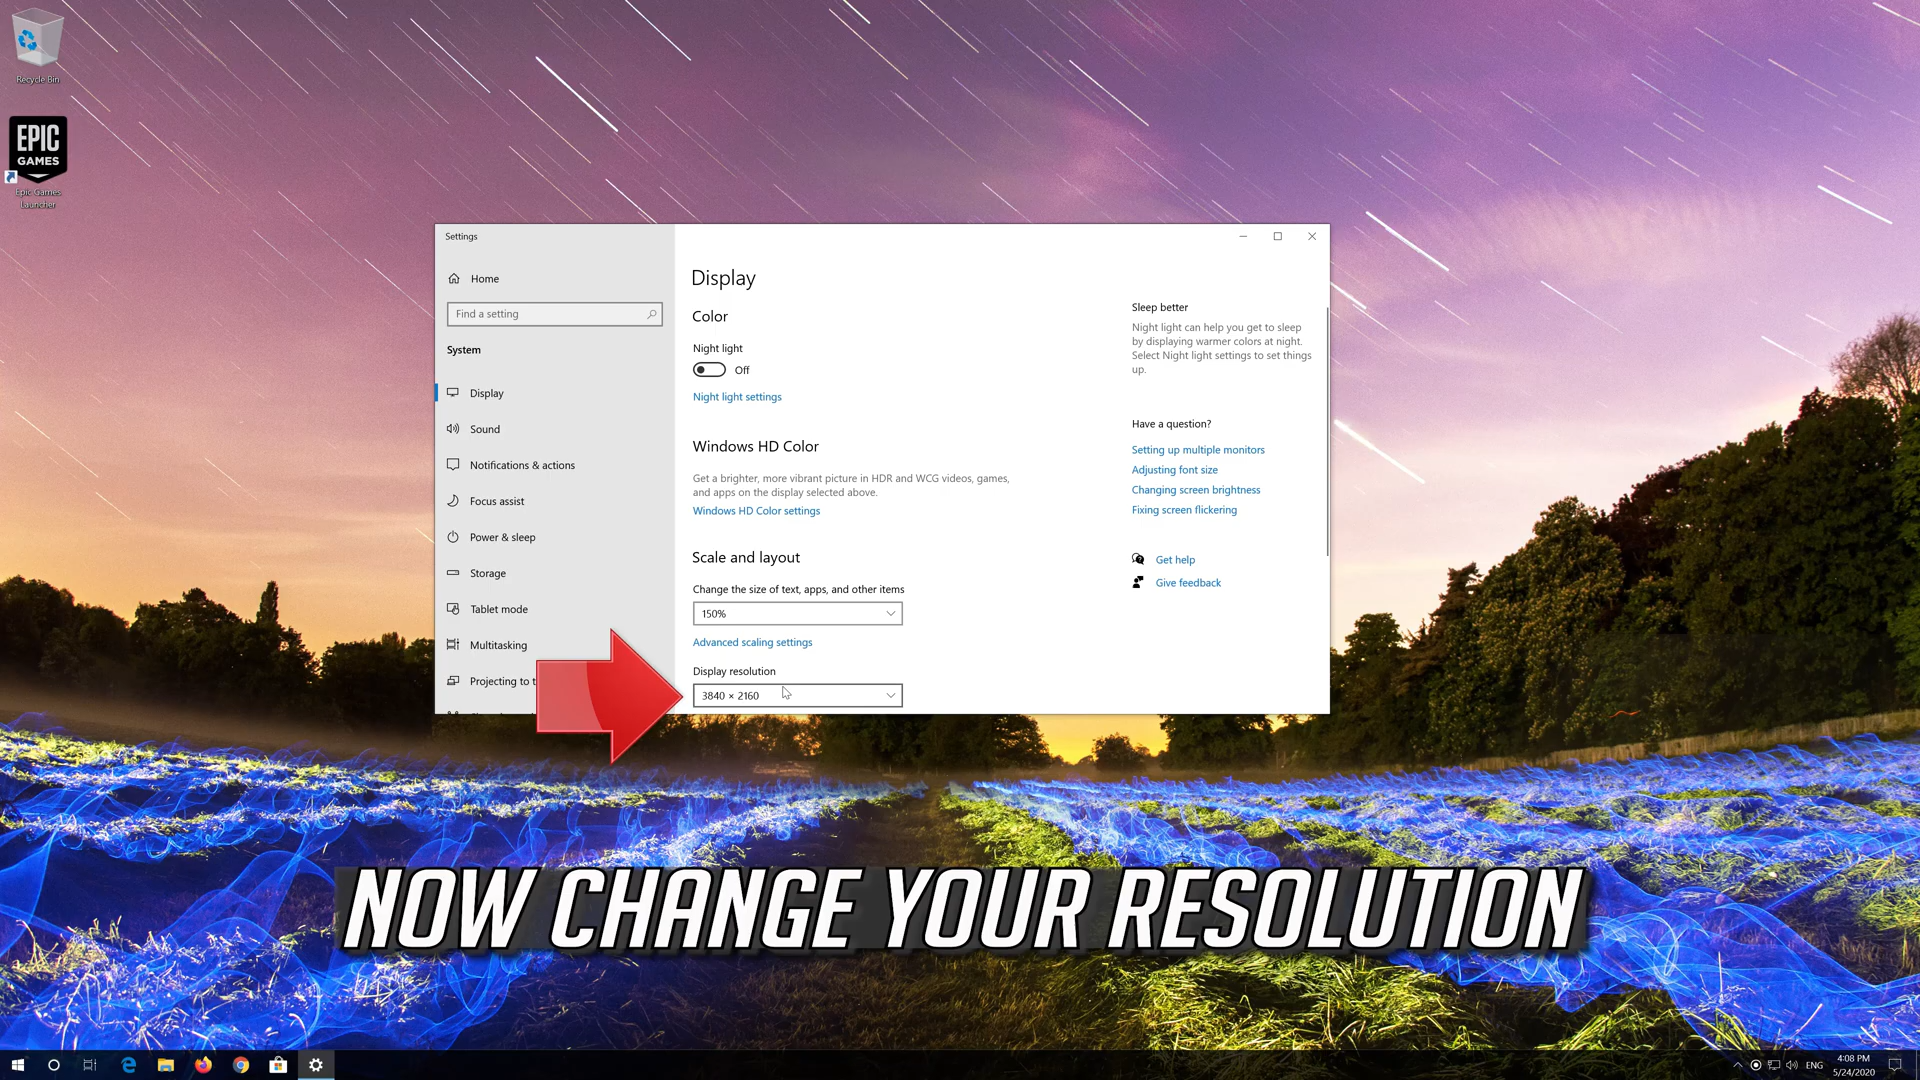 Recycle Bin
EPIC
GAMES
Epic Games
Launcher
Settings
Home
Find a setting
System
Display
Sound
Notifications & actions
Focus assist
Power & sleep
Storage
Tablet mode
Multitasking
Projecting to t
Display
Color
Night light
Off
Night light settings
Windows HD Color
Get a brighter, more vibrant picture in HDR and WCG videos, games,
and apps on the display selected above.
Windows HD Color settings
Scale and layout
Change the size of text, apps, and other items
150%
Advanced scaling settings
Display resolution
3840 × 2160
Sleep better
Night light can help you get to sleep
by displaying warmer colors at night.
Select Night light settings to set things
up.
Have a question?
Setting up multiple monitors
Adjusting font size
Changing screen brightness
Fixing screen flickering
Get help
Give feedback
NOW CHANGE YOUR RESOLUTION
ENG
4:08 PM
5/24/2020